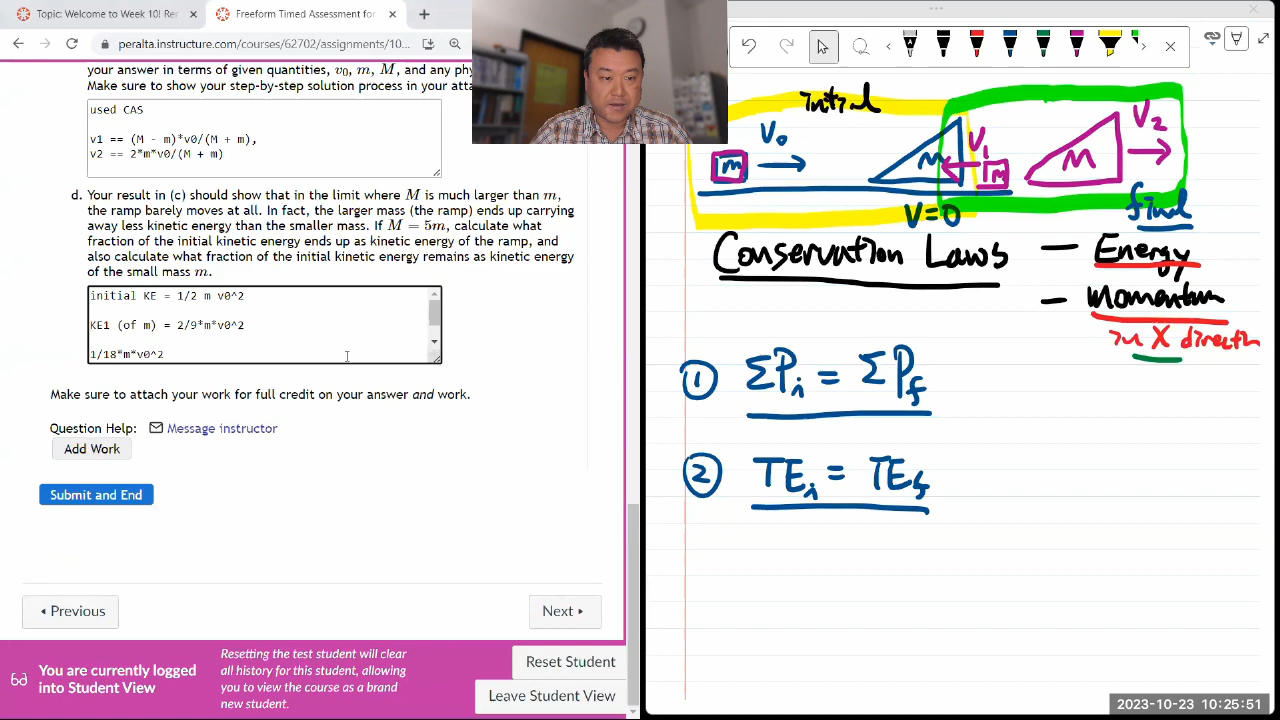 Topic: Welcome to Week 10! Re
Freeform Timed Assessment for
peralta.instructure.com/courses/62702/assignments/10
your answer in terms of given quantities, v0, m, M, and any phy
Make sure to show your step-by-step solution process in your atta
used CAS
v1 == (M - m)*v0/(M + m),
v2 == 2*m*v0/(M + m)
d. Your result in (c) should show that in the limit where M is much larger than m,
the ramp barely moves at all. In fact, the larger mass (the ramp) ends up carrying
away less kinetic energy than the smaller mass. If M = 5m, calculate what
fraction of the initial kinetic energy ends up as kinetic energy of the ramp, and
also calculate what fraction of the initial kinetic energy remains as kinetic energy
of the small mass m.
initial KE = 1/2 m v0^2
KE1 (of m) = 2/9*m*v0^2
1/18*m*v0^2
Make sure to attach your work for full credit on your answer and work.
Question Help: Message instructor
Add Work
Submit and End
Previous
Next
You are currently logged
into Student View
Resetting the test student will clear
all history for this student, allowing
you to view the course as a brand
new student.
Reset Student
Leave Student View
initial
m V0 M V1 m M V2
V=0
find
Conservation Laws — Energy
— Momentum
in X direction
① ΣPi = ΣPf
② TEi = TEf
2023-10-23 10:25:51